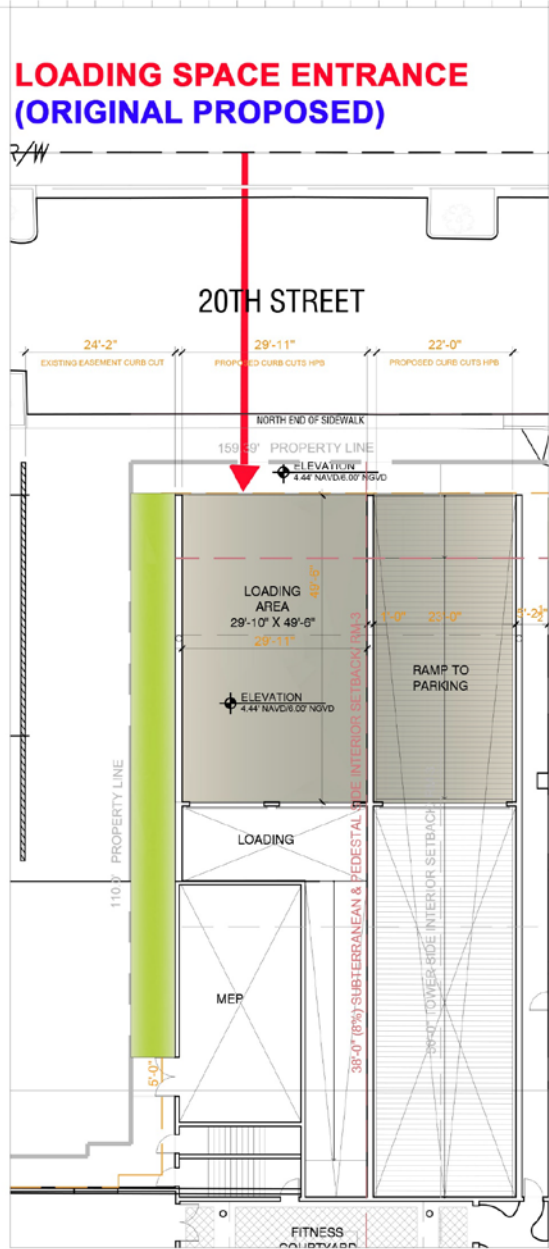 LOADING SPACE ENTRANCE
(ORIGINAL PROPOSED)
R/W
20TH STREET
24'-2"
29'-11"
22'-0"
EXISTING EASEMENT CURB CUT
PROPOSED CURB CUTS HPB
PROPOSED CURB CUTS HPB
NORTH END OF SIDEWALK
PROPERTY LINE
ELEVATION
4.44' NAVD/6.00' NGVD
LOADING
AREA
29'-10" X 49'-6"
49'-6"
29'-11"
ELEVATION
4.44' NAVD/6.00' NGVD
RAMP TO
PARKING
110.0' PROPERTY LINE
38'-0" (8%) SUBTERRANEAN & PEDESTAL SIDE INTERIOR SETBACK RM-3
TOWER SIDE INTERIOR SETBACK
LOADING
MEP
5'-0"
FITNESS
COURTYARD